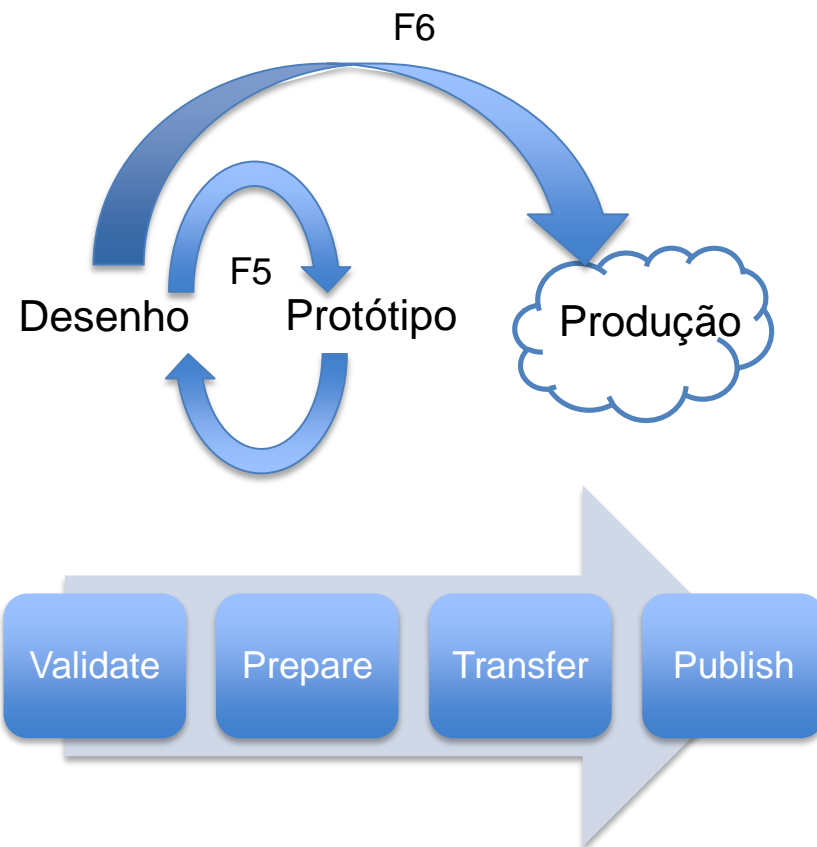 F6
F5
Desenho
Protótipo
Produção
Validate
Prepare
Transfer
Publish